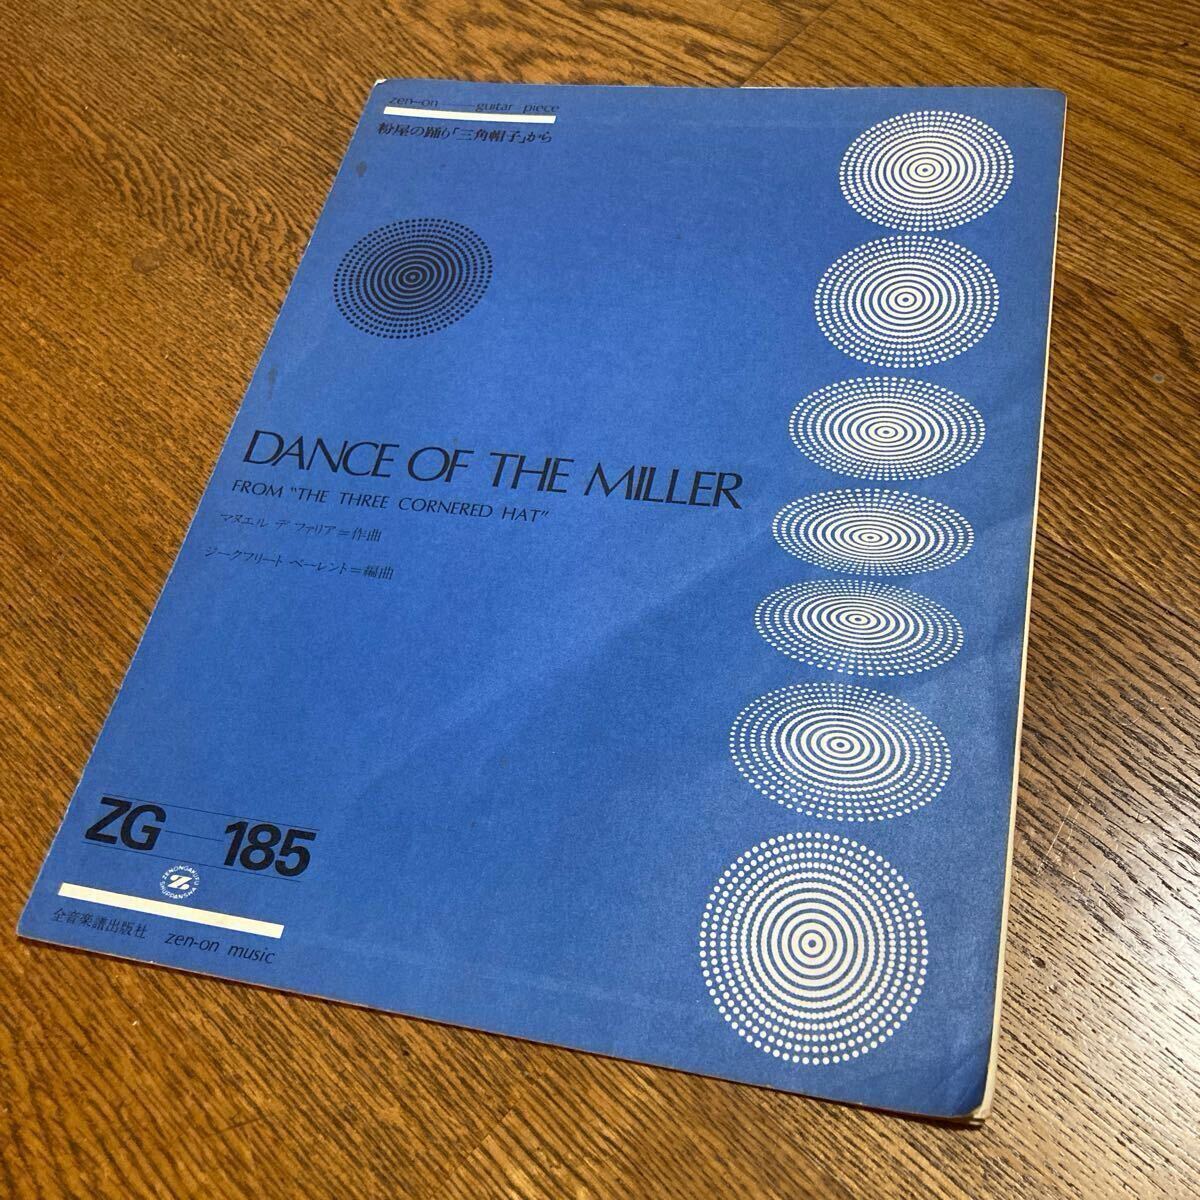 zen-on guitar piece
粉屋の踊り「三角帽子」から
DANCE OF THE MILLER
FROM "THE THREE CORNERED HAT"
マヌエル デ ファリア=作曲
ジークフリート ベーレント=編曲
ZG 185
ZENONGAKUFU SHUPPANSHA
Z
全音楽譜出版社 zen-on music